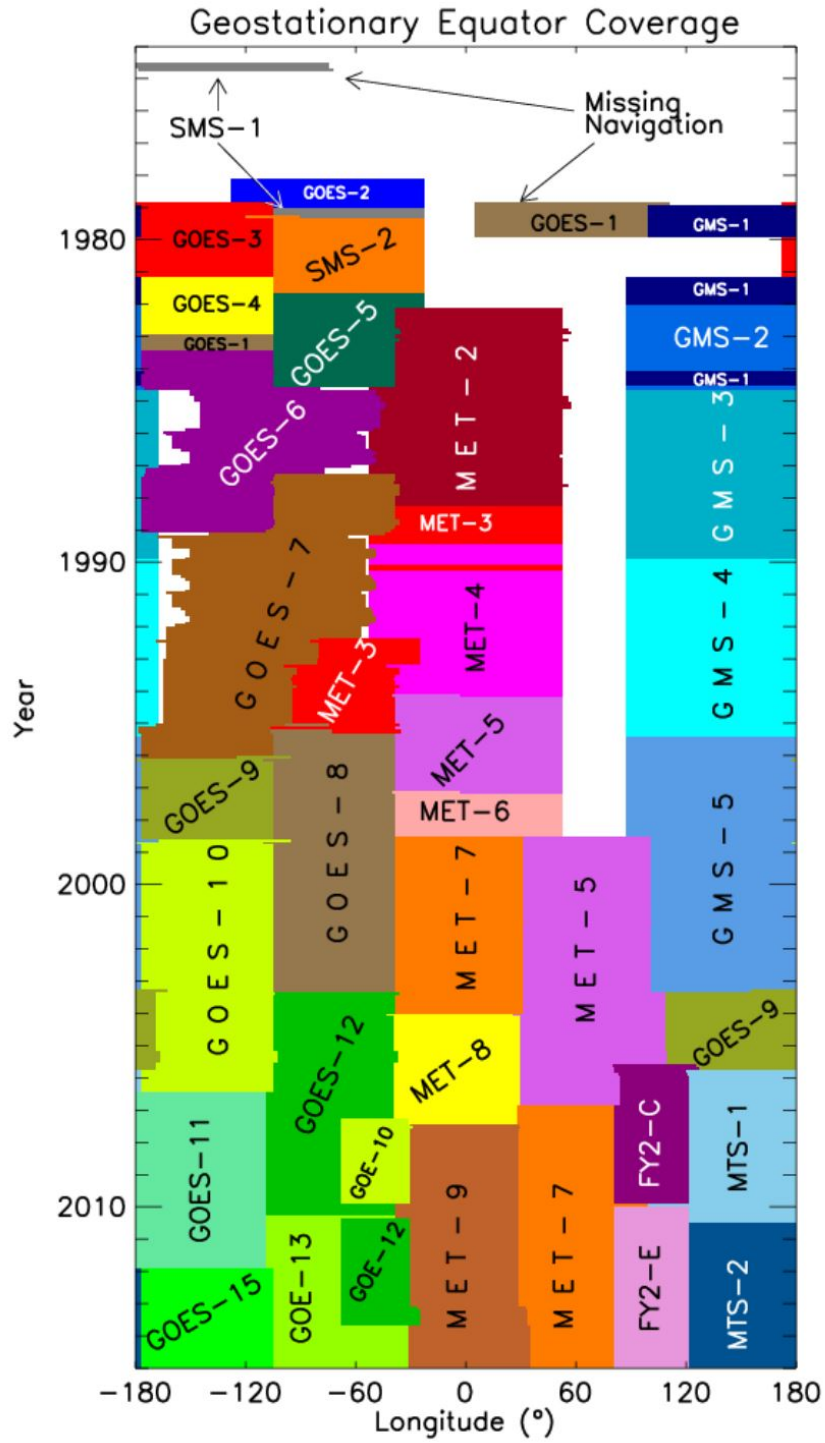 Geostationary Equator Coverage
Missing
Navigation
SMS-1
GOES-2
GOES-1
GMS-1
1980
GOES-3
SMS-2
GMS-1
GOES-4
GOES-5
GMS-2
GOES-1
MET-2
GMS-1
GOES-6
GMS-3
MET-3
1990
GOES-7
MET-4
GMS-4
MET-3
Year
MET-5
GOES-9
GOES-8
MET-6
GMS-5
GOES-10
2000
MET-7
MET-5
GOES-9
GOES-12
MET-8
GOES-11
GOE-10
FY2-C
MTS-1
2010
GOE-13
GOE-12
MET-9
MET-7
FY2-E
MTS-2
GOES-15
-180 -120 -60 0 60 120 180
Longitude (°)